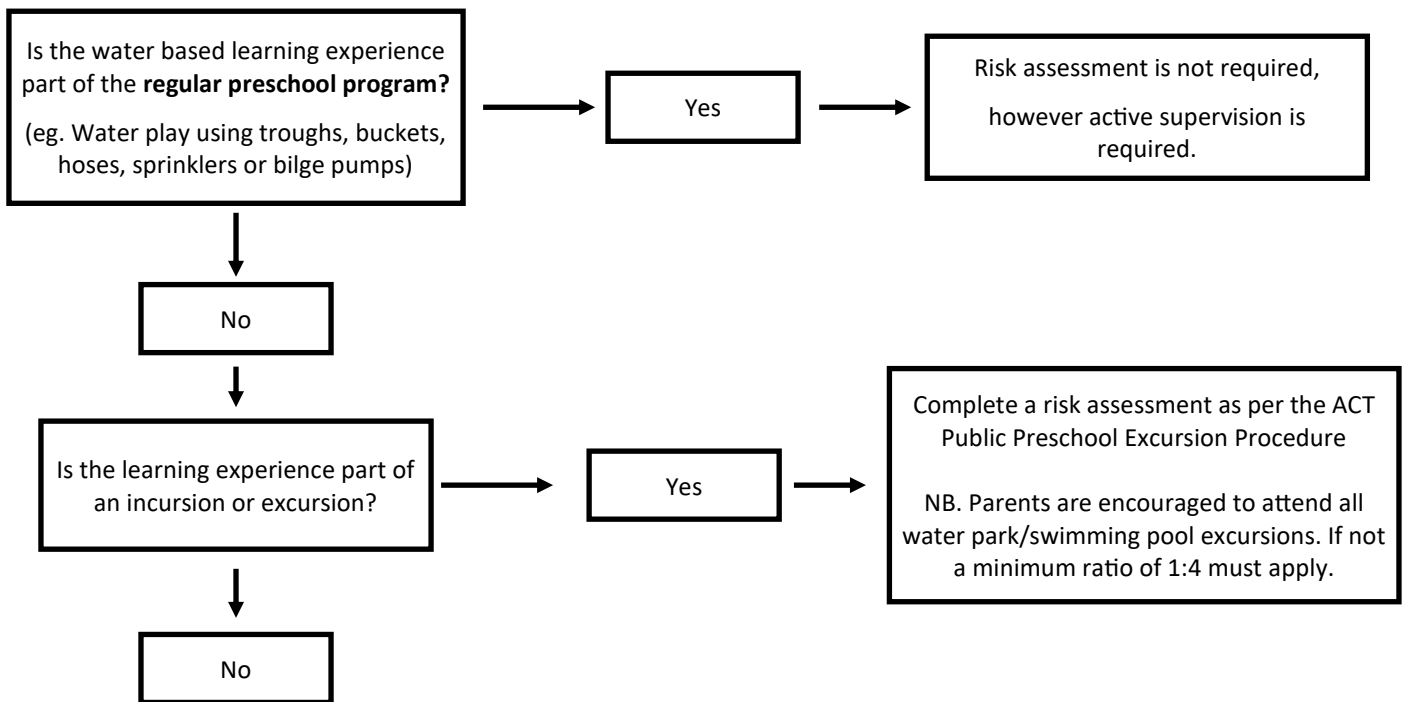 Is the water based learning experience
part of the regular preschool program?
(eg. Water play using troughs, buckets,
hoses, sprinklers or bilge pumps)
Yes
Risk assessment is not required,
however active supervision is
required.
No
Is the learning experience part of
an incursion or excursion?
Yes
Complete a risk assessment as per the ACT
Public Preschool Excursion Procedure
NB. Parents are encouraged to attend all
water park/swimming pool excursions. If not
a minimum ratio of 1:4 must apply.
No